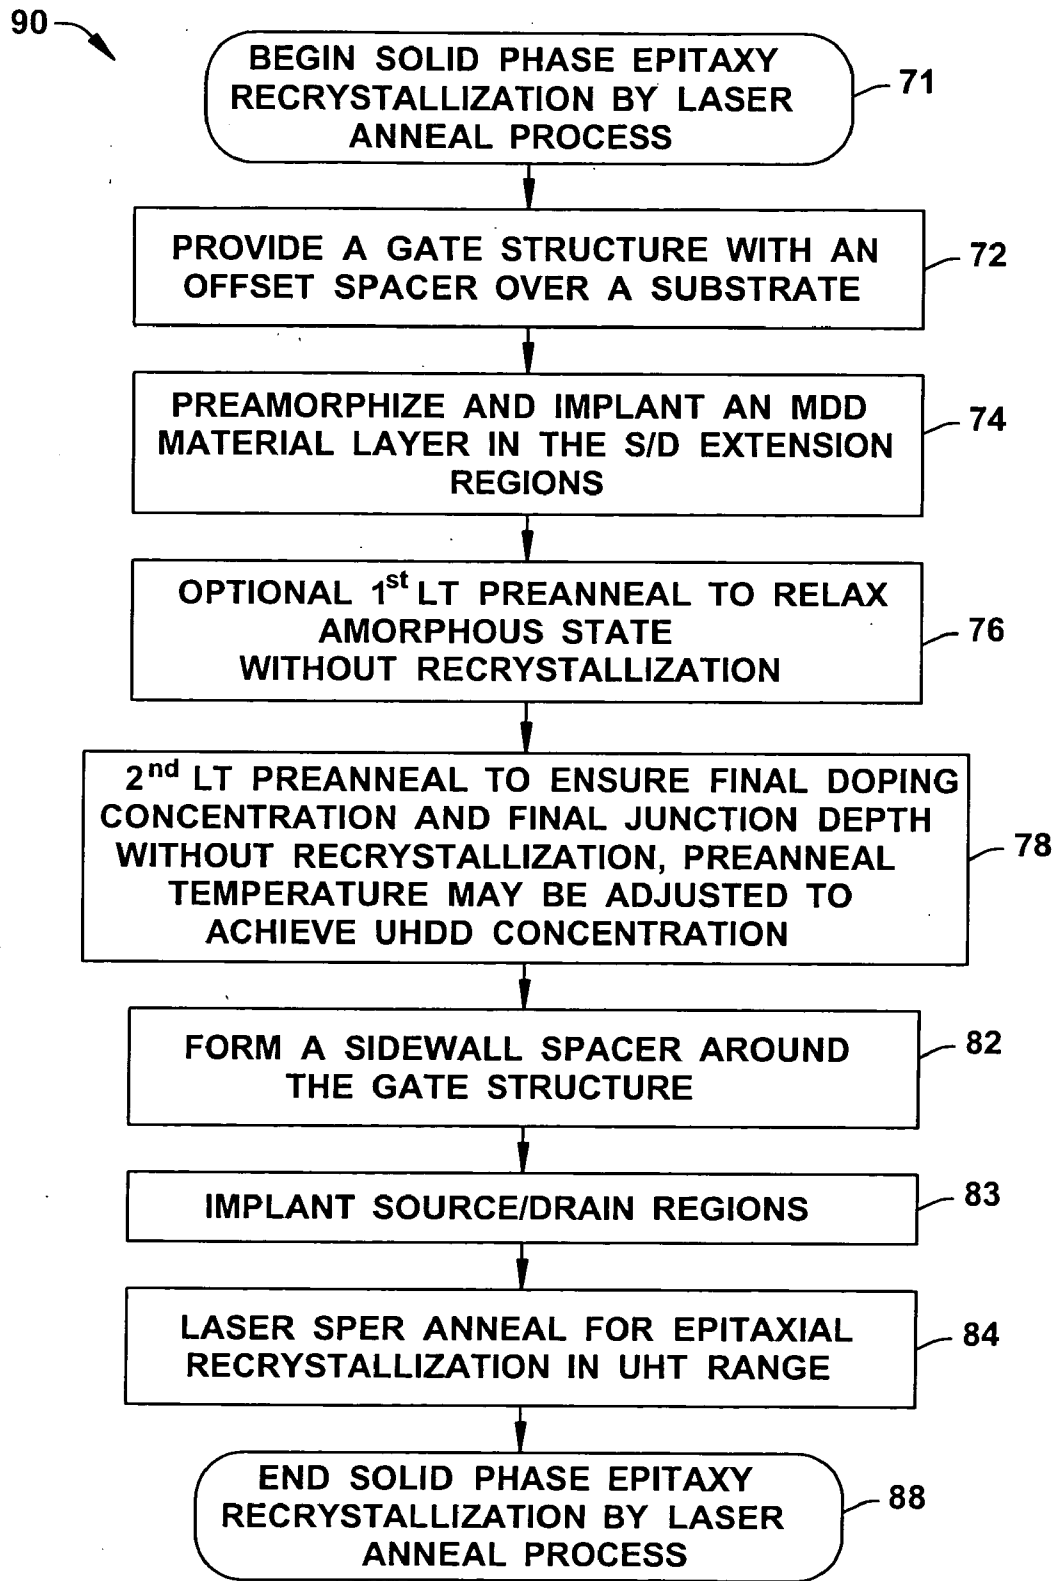 90
BEGIN SOLID PHASE EPITAXY
RECRYSTALLIZATION BY LASER
ANNEAL PROCESS
71
PROVIDE A GATE STRUCTURE WITH AN
OFFSET SPACER OVER A SUBSTRATE
72
PREAMORPHIZE AND IMPLANT AN MDD
MATERIAL LAYER IN THE S/D EXTENSION
REGIONS
74
OPTIONAL 1st LT PREANNEAL TO RELAX
AMORPHOUS STATE
WITHOUT RECRYSTALLIZATION
76
2nd LT PREANNEAL TO ENSURE FINAL DOPING
CONCENTRATION AND FINAL JUNCTION DEPTH
WITHOUT RECRYSTALLIZATION, PREANNEAL
TEMPERATURE MAY BE ADJUSTED TO
ACHIEVE UHDD CONCENTRATION
78
FORM A SIDEWALL SPACER AROUND
THE GATE STRUCTURE
82
IMPLANT SOURCE/DRAIN REGIONS
83
LASER SPER ANNEAL FOR EPITAXIAL
RECRYSTALLIZATION IN UHT RANGE
84
END SOLID PHASE EPITAXY
RECRYSTALLIZATION BY LASER
ANNEAL PROCESS
88